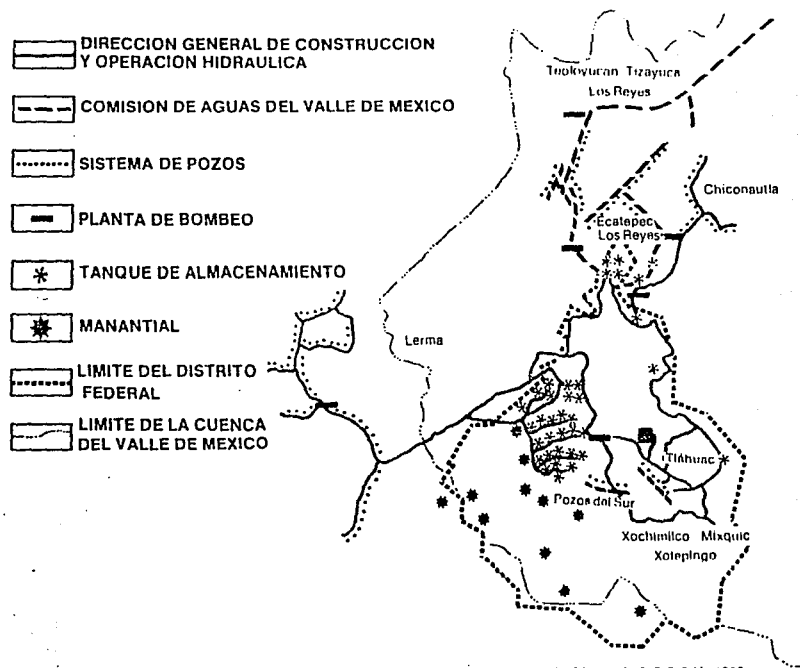 DIRECCION GENERAL DE CONSTRUCCION
Y OPERACION HIDRAULICA
COMISION DE AGUAS DEL VALLE DE MEXICO
SISTEMA DE POZOS
PLANTA DE BOMBEO
TANQUE DE ALMACENAMIENTO
MANANTIAL
LIMITE DEL DISTRITO
FEDERAL
LIMITE DE LA CUENCA
DEL VALLE DE MEXICO
Teoloyucan Tizayuca
Los Reyes
Chiconautla
Ecatepec
Los Reyes
Lerma
Tláhuac
Pozos del Sur
Xochimilco Mixquic
Xotepingo